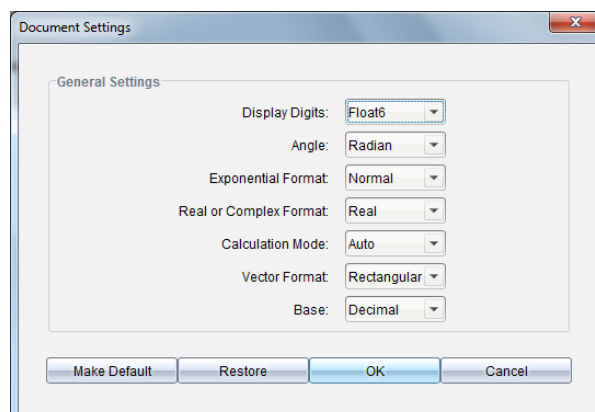 Document Settings
General Settings
Display Digits: Float6
Angle: Radian
Exponential Format: Normal
Real or Complex Format: Real
Calculation Mode: Auto
Vector Format: Rectangular
Base: Decimal
Make Default Restore OK Cancel